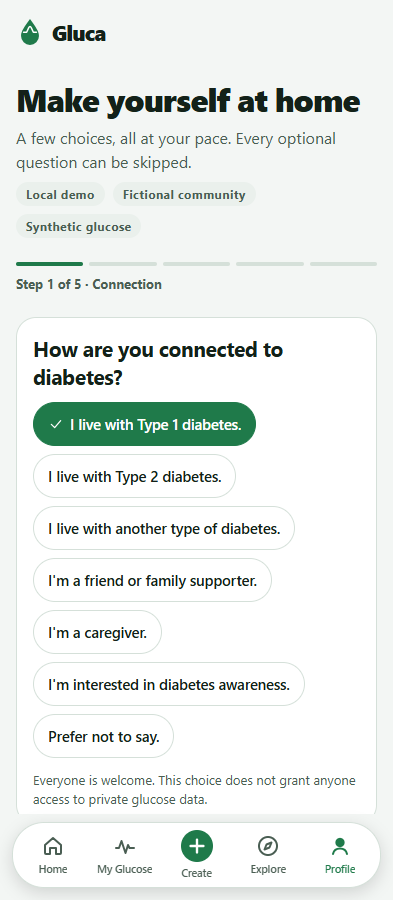 Gluca
Make yourself at home
A few choices, all at your pace. Every optional
question can be skipped.
Local demo
Fictional community
Synthetic glucose
Step 1 of 5 · Connection
How are you connected to
diabetes?
I live with Type 1 diabetes.
I live with Type 2 diabetes.
I live with another type of diabetes.
I'm a friend or family supporter.
I'm a caregiver.
I'm interested in diabetes awareness.
Prefer not to say.
Everyone is welcome. This choice does not grant anyone
access to private glucose data.
Home
My Glucose
Create
Explore
Profile